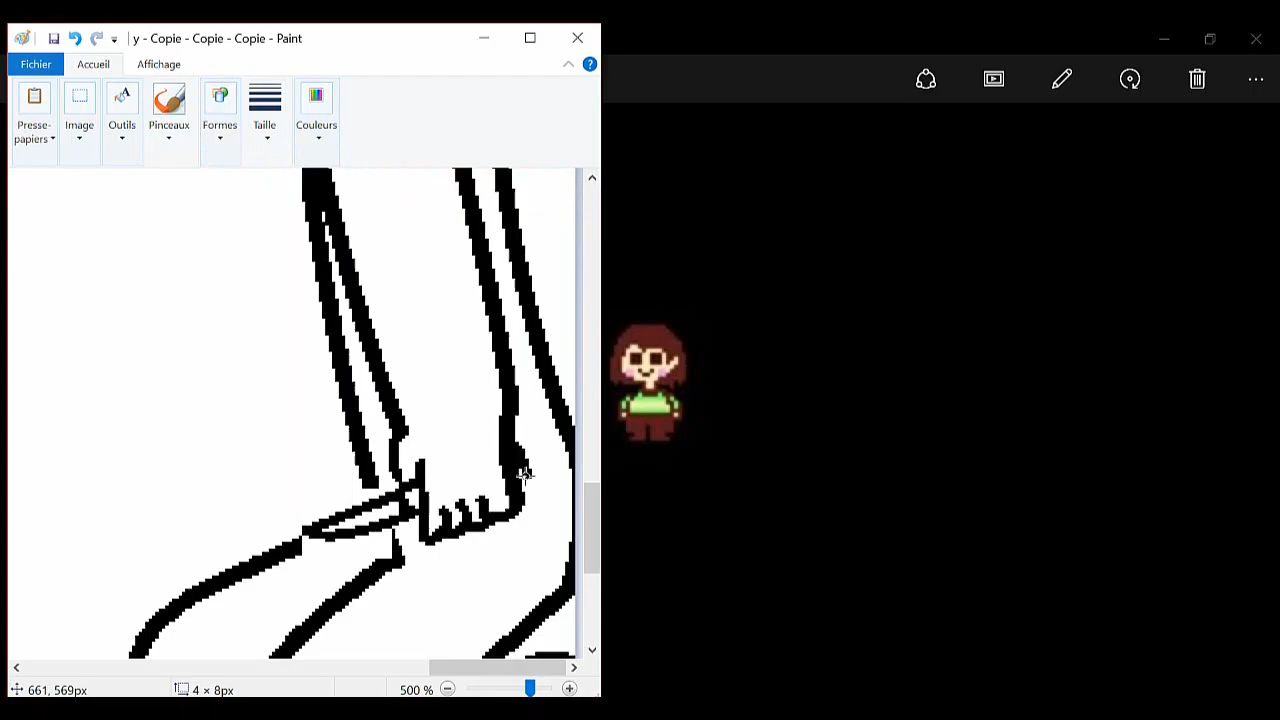 y - Copie - Copie - Copie - Paint
Fichier Accueil Affichage
Presse-papiers Image Outils Pinceaux Formes Taille Couleurs
661, 569px 4 × 8px 500 %